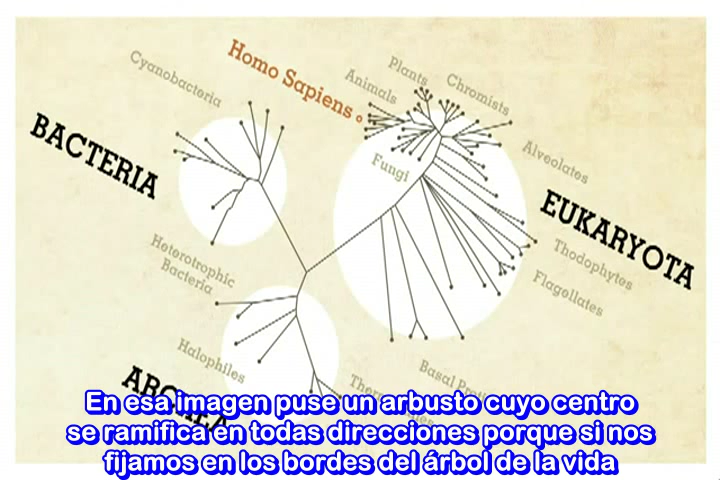 Homo Sapiens
Cyanobacteria
Plants
Chromists
Animals
BACTERIA
Fungi
Alveolates
EUKARYOTA
Heterotrophic
Bacteria
Thodophytes
Flagellates
Halophiles
Basal
En esa imagen puse un arbusto cuyo centro
se ramifica en todas direcciones porque si nos
fijamos en los bordes del árbol de la vida